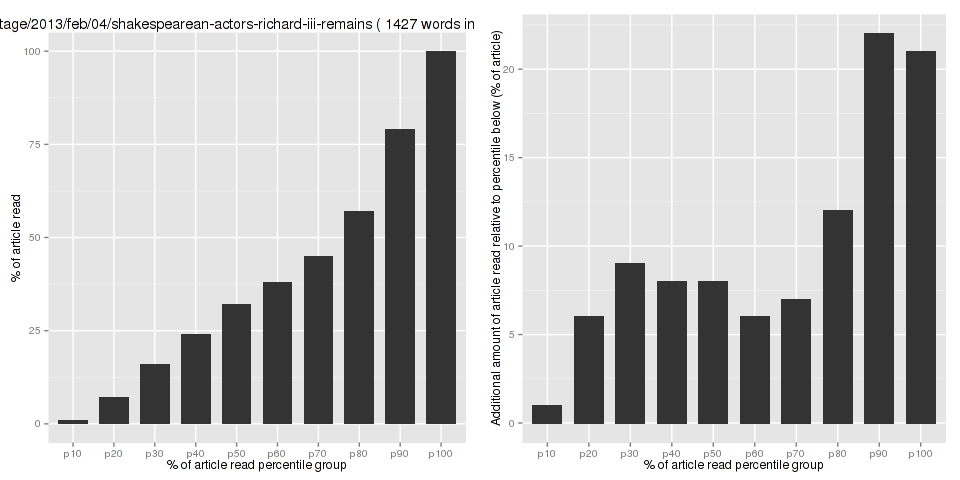 tage/2013/feb/04/shakespearean-actors-richard-iii-remains ( 1427 words in
% of article read
100
75
50
25
0
p10 p20 p30 p40 p50 p60 p70 p80 p90 p100
% of article read percentile group
Additional amount of article read relative to percentile below (% of article)
20
15
10
5
0
p10 p20 p30 p40 p50 p60 p70 p80 p90 p100
% of article read percentile group